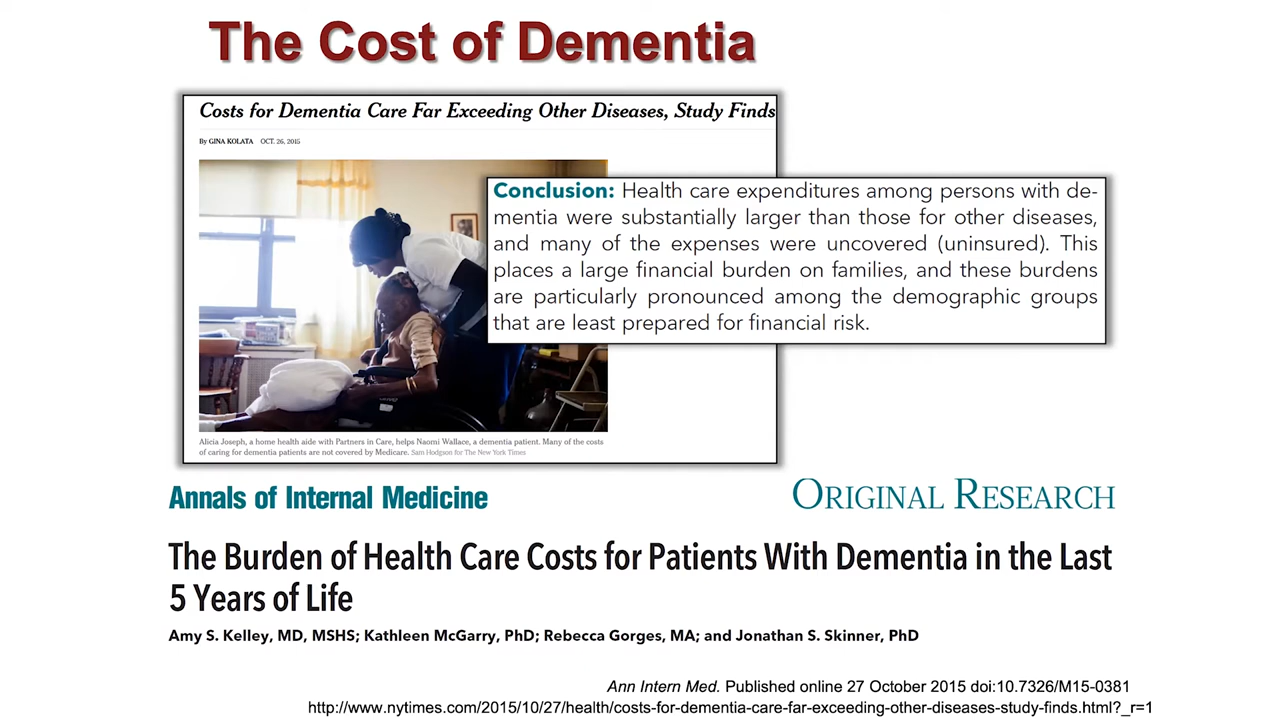 The Cost of Dementia
Costs for Dementia Care Far Exceeding Other Diseases, Study Finds
By GINA KOLATA OCT. 26, 2015
Conclusion: Health care expenditures among persons with de-
mentia were substantially larger than those for other diseases,
and many of the expenses were uncovered (uninsured). This
places a large financial burden on families, and these burdens
are particularly pronounced among the demographic groups
that are least prepared for financial risk.
Alicia Joseph, a home health aide with Partners in Care, helps Naomi Wallace, a dementia patient. Many of the costs
of caring for dementia patients are not covered by Medicare. Sam Hodgson for The New York Times
Annals of Internal Medicine
ORIGINAL RESEARCH
The Burden of Health Care Costs for Patients With Dementia in the Last
5 Years of Life
Amy S. Kelley, MD, MSHS; Kathleen McGarry, PhD; Rebecca Gorges, MA; and Jonathan S. Skinner, PhD
Ann Intern Med. Published online 27 October 2015 doi:10.7326/M15-0381
http://www.nytimes.com/2015/10/27/health/costs-for-dementia-care-far-exceeding-other-diseases-study-finds.html?_r=1